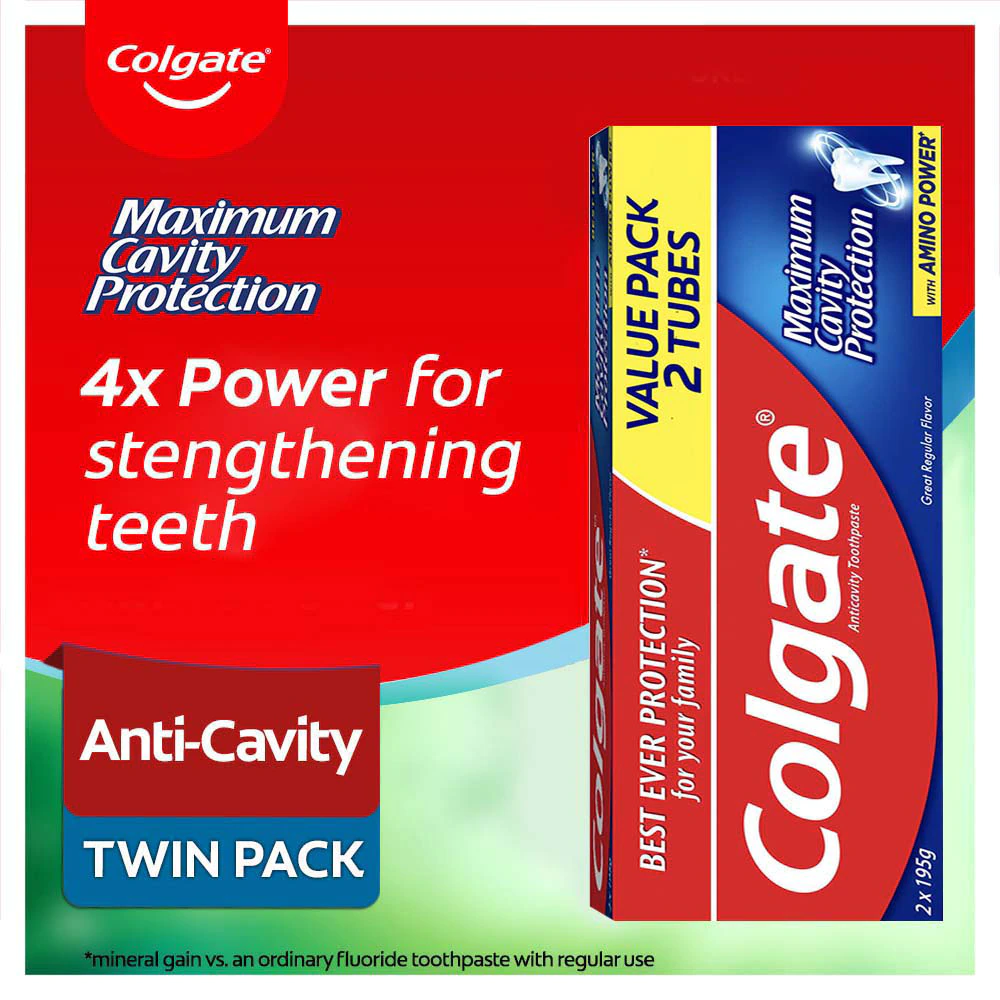 Colgate®
Maximum
Cavity
Protection
4x Power for
stengthening
teeth
Anti-Cavity
TWIN PACK
VALUE PACK
2 TUBES
BEST EVER PROTECTION*
for your family
Colgate®
Anticavity Toothpaste
Maximum
Cavity
Protection
WITH AMINO POWER+
Great Regular Flavor
2 x 195g
Colgate
*mineral gain vs. an ordinary fluoride toothpaste with regular use